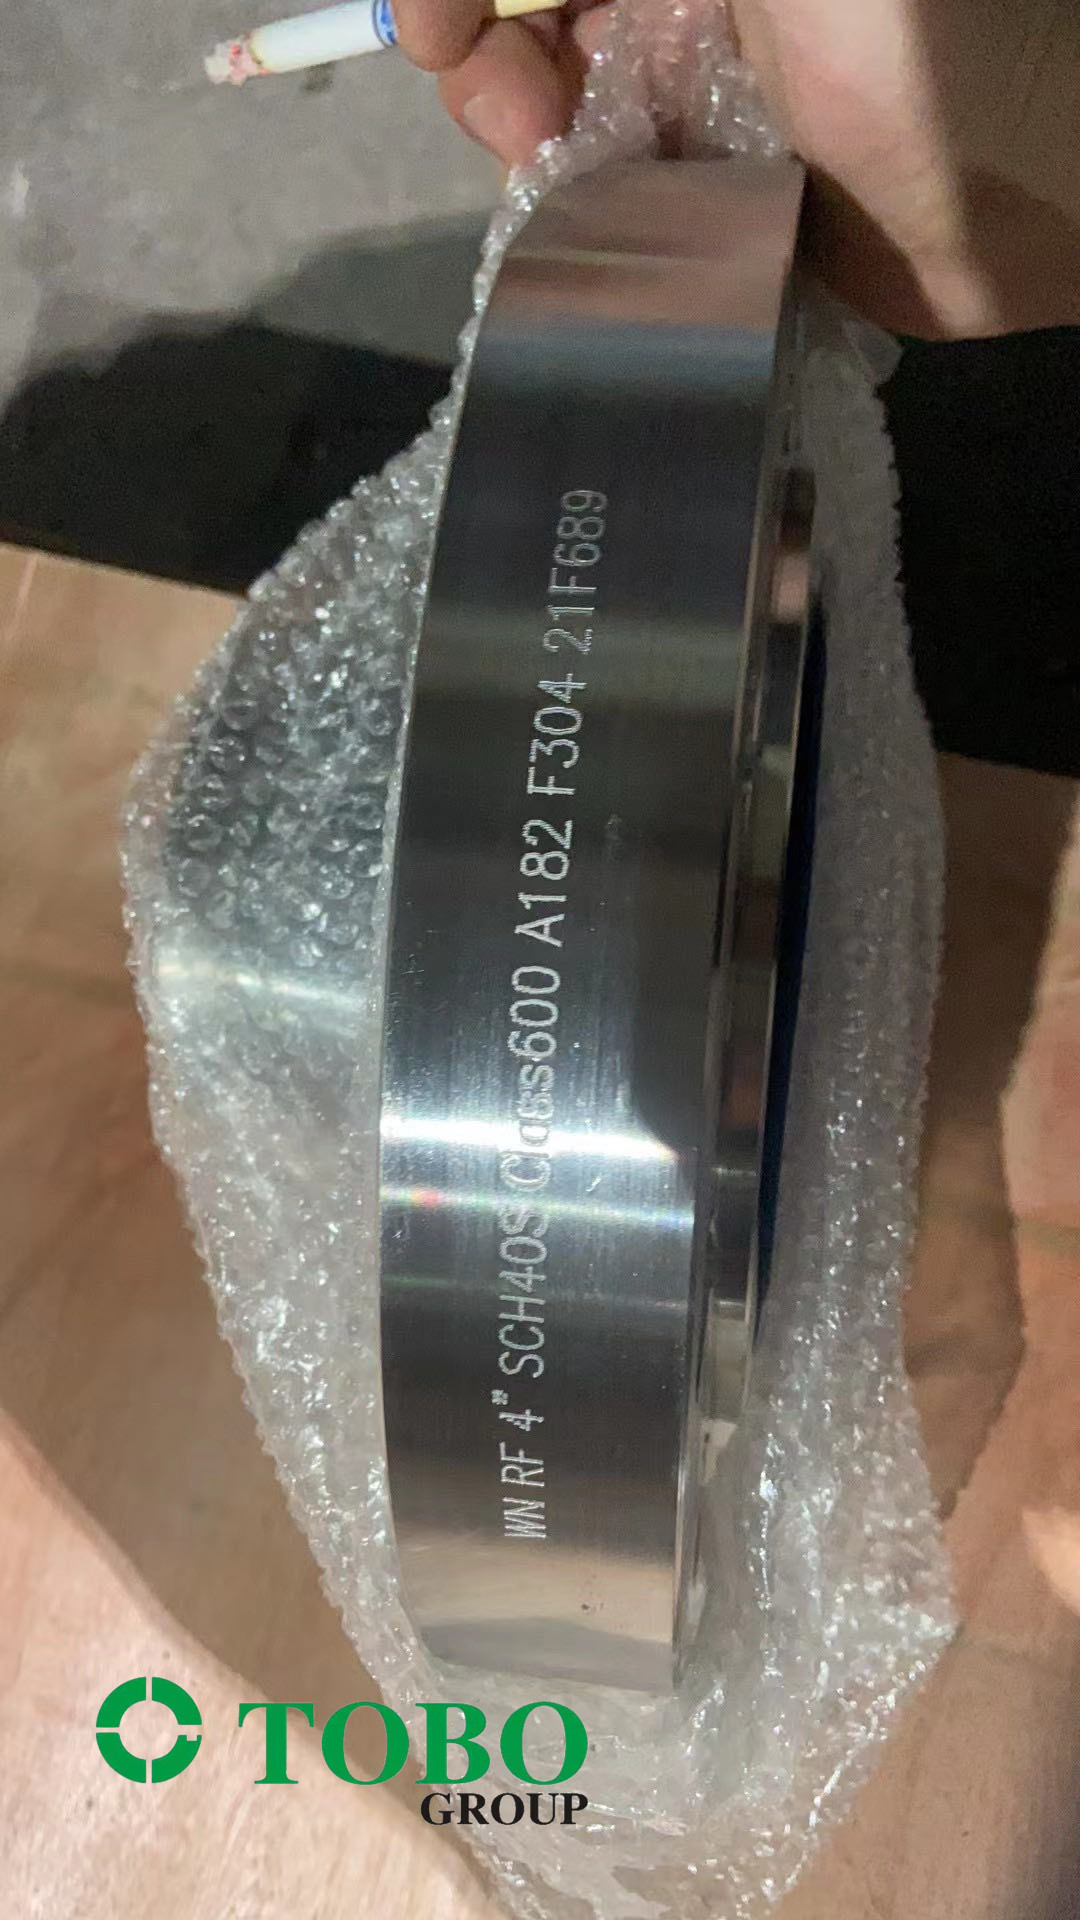 WN RF 4" SCH40S Class600 A182 F304 21F689
TOBO
GROUP